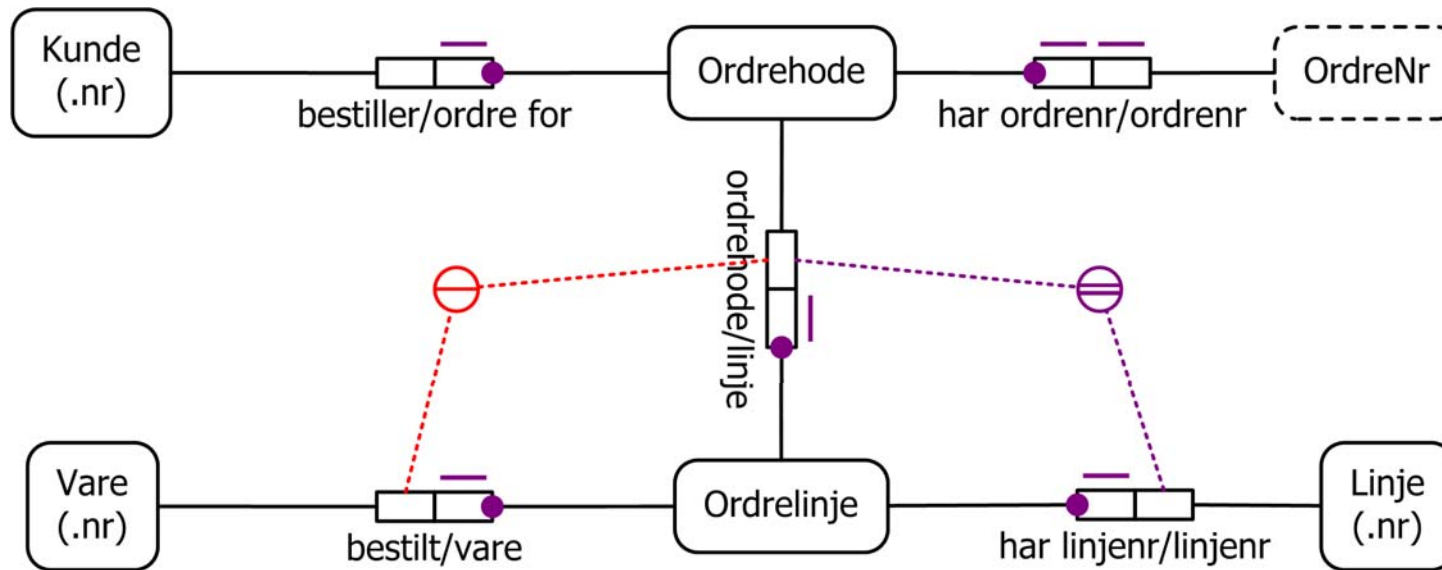 Kunde
(.nr)
bestiller/ordre for
Ordrehode
har ordrenr/ordrenr
OrdreNr
ordrehode/linje
Vare
(.nr)
bestilt/vare
Ordrelinje
har linjenr/linjenr
Linje
(.nr)